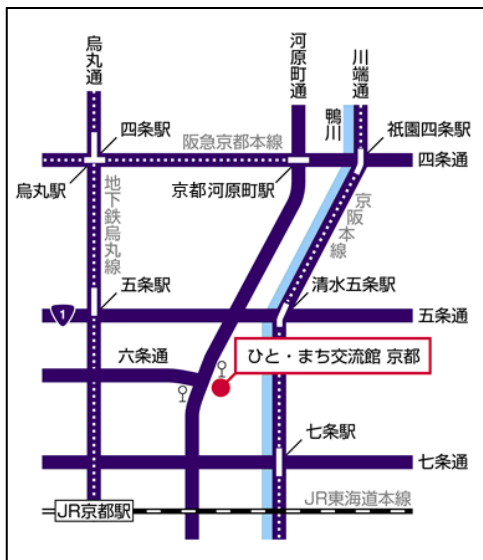 烏丸通
河原町通
川端通
鴨川
四条駅
阪急京都本線
祇園四条駅
四条通
烏丸駅
京都河原町駅
地下鉄烏丸線
京阪本線
五条駅
清水五条駅
1
五条通
六条通
ひと・まち交流館 京都
七条駅
七条通
JR京都駅
JR東海道本線